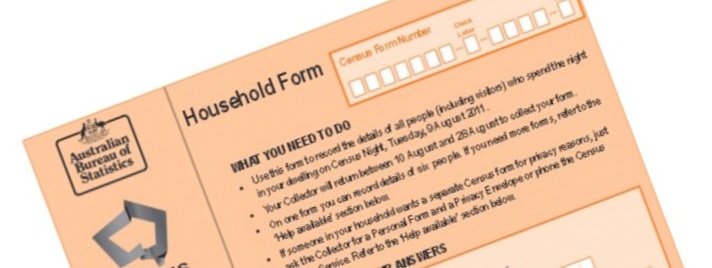 Household Form
Census Form Number
Check
Letter
Australian
Bureau of
Statistics
WHAT YOU NEED TO DO
• Use this form to record the details of all people (including visitors) who spend the night
in your dwelling on Census Night, Tuesday, 9 August 2011.
• Your Collector will return between 10 August and 28 August to collect your form.
• On one form you can record details of six people. If you need more forms, refer to the
'Help available' section below.
• If someone in your household wants a separate Census form for privacy reasons, just
ask the Collector for a Personal Form and a Privacy Envelope or phone the Census
Service. Refer to the 'Help available' section below.
ANSWERS